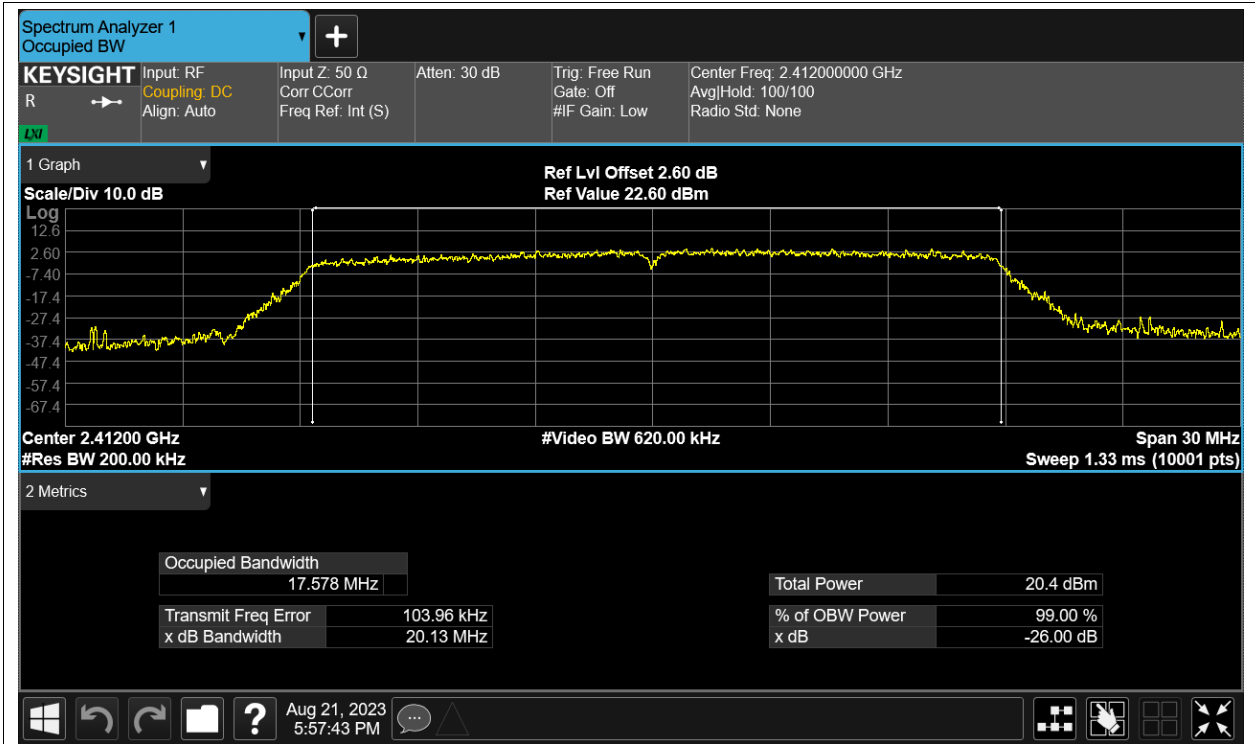 Spectrum Analyzer 1
Occupied BW
KEYSIGHT
R
LXI
Input: RF
Coupling: DC
Align: Auto
Input Z: 50 Ω
Corr CCorr
Freq Ref: Int (S)
Atten: 30 dB
Trig: Free Run
Gate: Off
#IF Gain: Low
Center Freq: 2.412000000 GHz
Avg|Hold: 100/100
Radio Std: None
1 Graph
Scale/Div 10.0 dB
Ref Lvl Offset 2.60 dB
Ref Value 22.60 dBm
Log
12.6
2.60
-7.40
-17.4
-27.4
-37.4
-47.4
-57.4
-67.4
Center 2.41200 GHz
#Video BW 620.00 kHz
Span 30 MHz
#Res BW 200.00 kHz
Sweep 1.33 ms (10001 pts)
2 Metrics
Occupied Bandwidth
17.578 MHz
Transmit Freq Error 103.96 kHz
x dB Bandwidth 20.13 MHz
Total Power 20.4 dBm
% of OBW Power 99.00 %
x dB -26.00 dB
?
Aug 21, 2023
5:57:43 PM